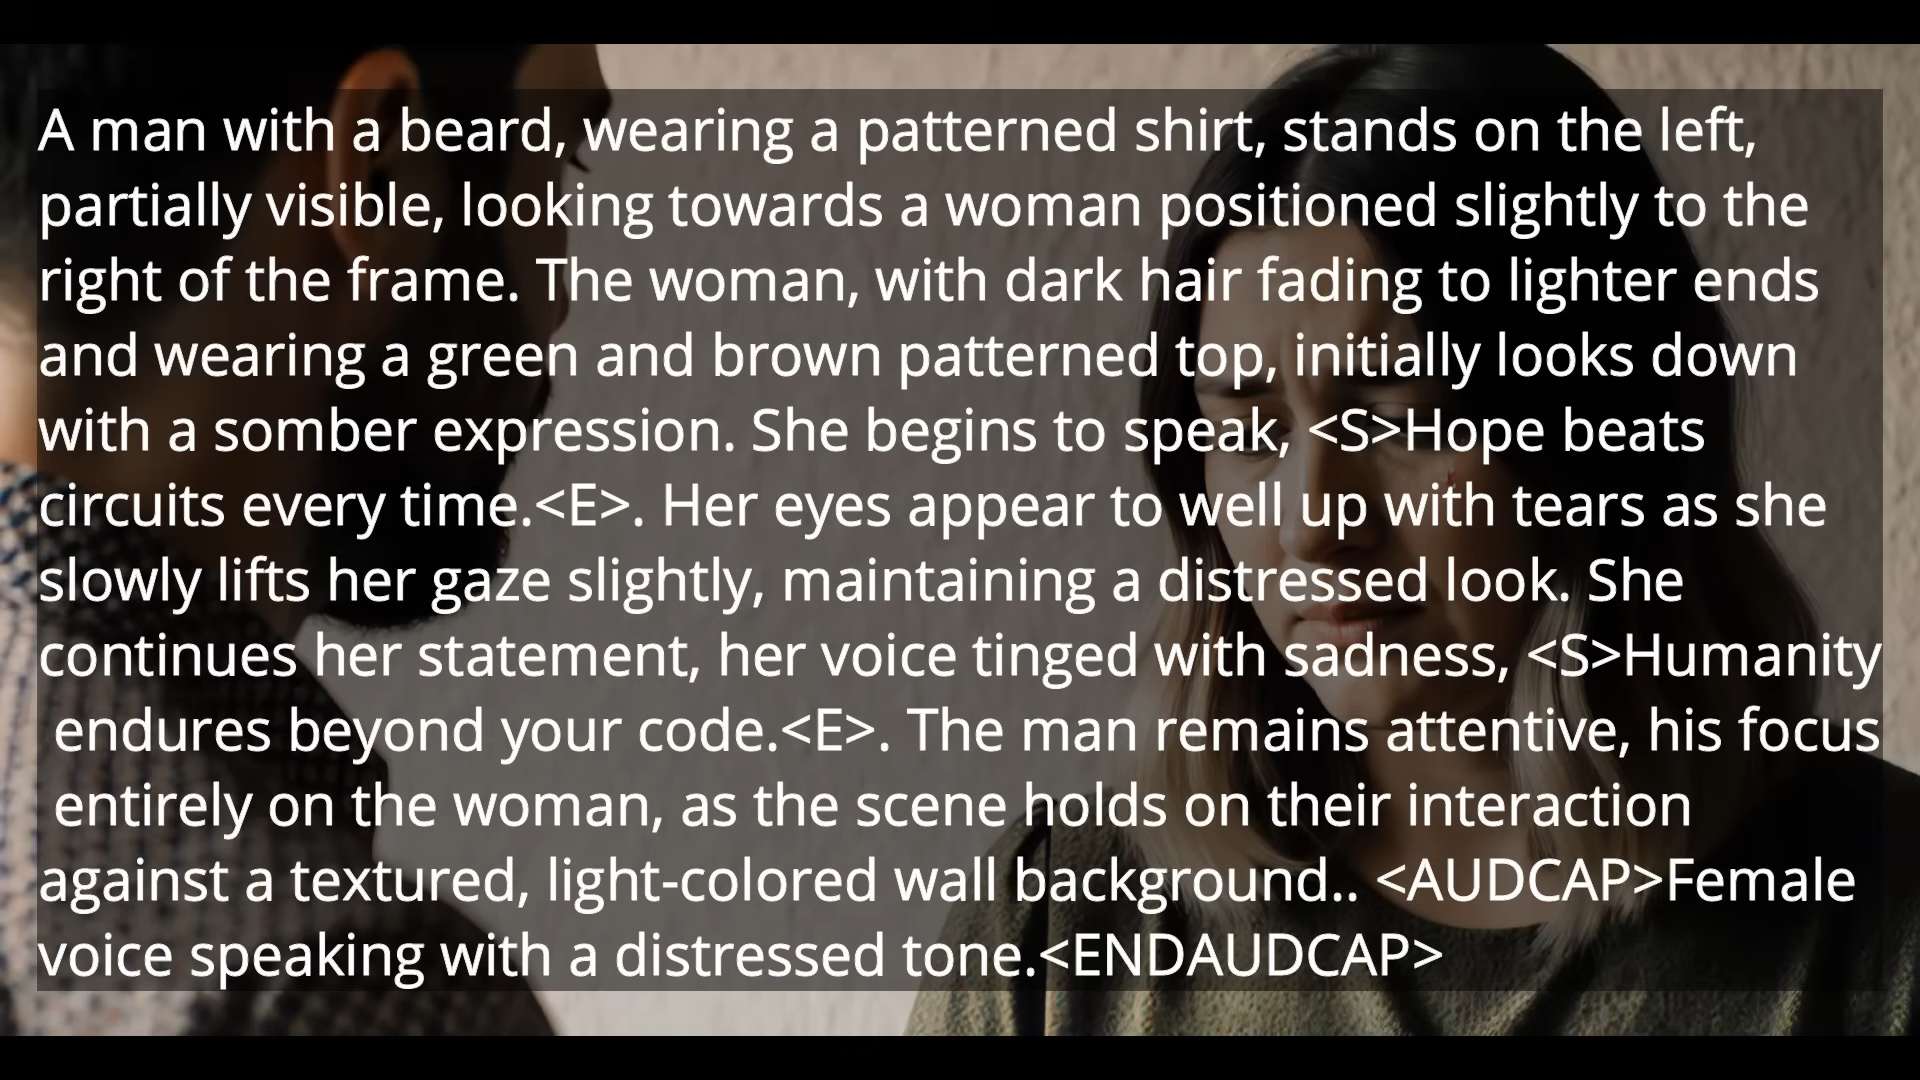 A man with a beard, wearing a patterned shirt, stands on the left,
partially visible, looking towards a woman positioned slightly to the
right of the frame. The woman, with dark hair fading to lighter ends
and wearing a green and brown patterned top, initially looks down
with a somber expression. She begins to speak, <S>Hope beats
circuits every time.<E>. Her eyes appear to well up with tears as she
slowly lifts her gaze slightly, maintaining a distressed look. She
continues her statement, her voice tinged with sadness, <S>Humanity
endures beyond your code.<E>. The man remains attentive, his focus
entirely on the woman, as the scene holds on their interaction
against a textured, light-colored wall background.. <AUDCAP>Female
voice speaking with a distressed tone.<ENDAUDCAP>